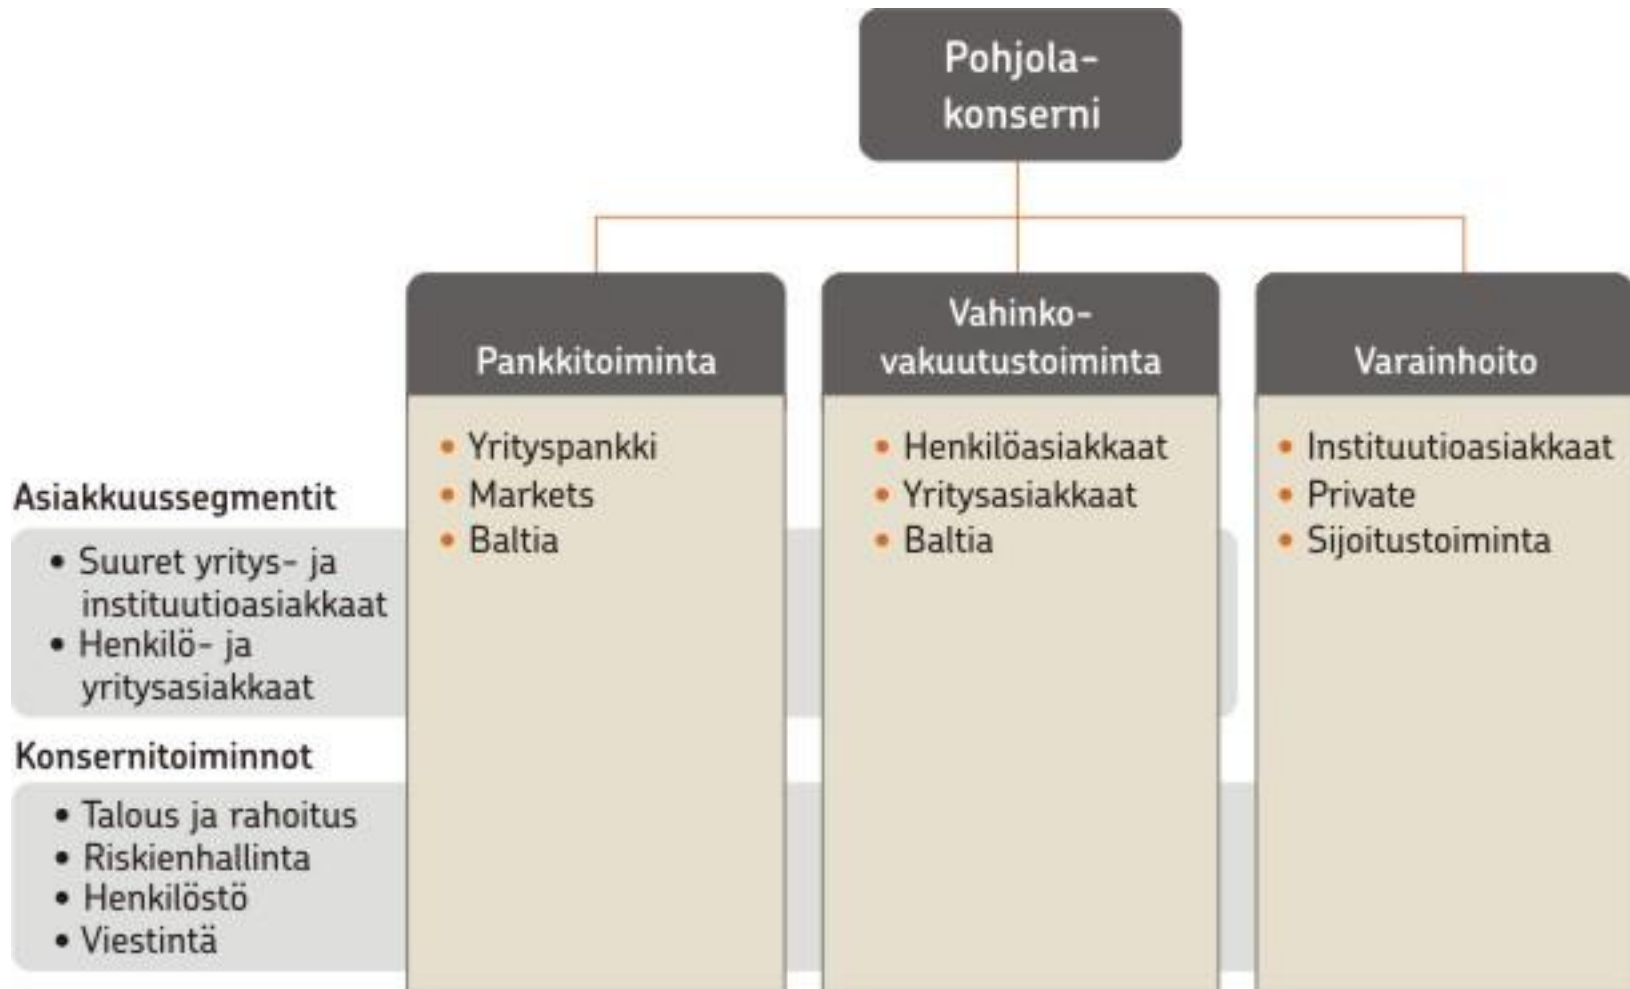 Pohjola-
konserni
Pankkitoiminta
Vahinko-
vakuutustoiminta
Varainhoito
• Yrityspankki
• Markets
• Baltia
• Henkilöasiakkaat
• Yritysasiakkaat
• Baltia
• Instituutioasiakkaat
• Private
• Sijoitustoiminta
Asiakkuussegmentit
• Suuret yritys- ja
instituutioasiakkaat
• Henkilö- ja
yritysasiakkaat
Konsernitoiminnot
• Talous ja rahoitus
• Riskienhallinta
• Henkilöstö
• Viestintä